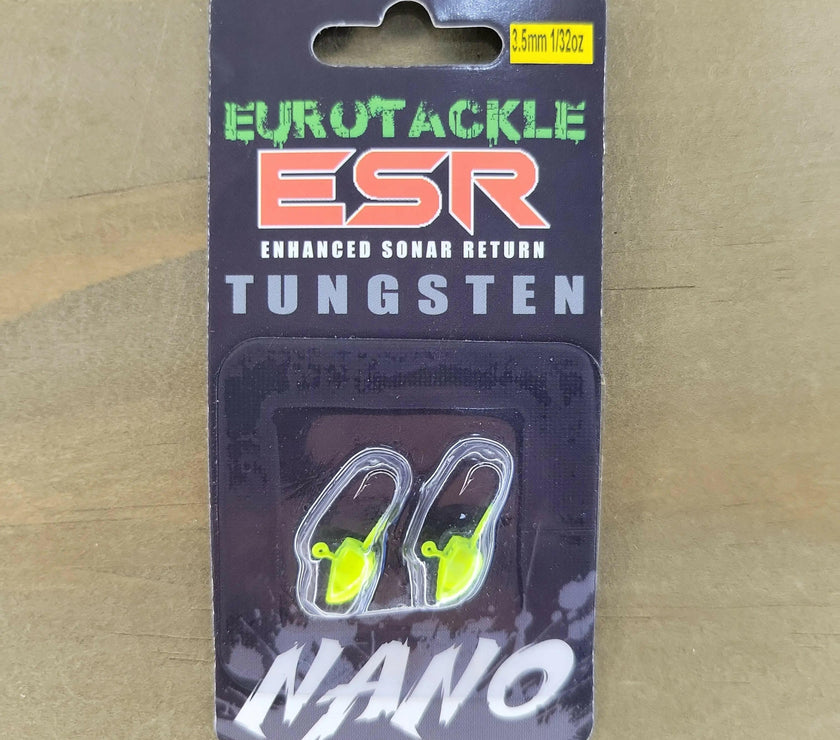 3.5mm 1/32oz
EUROTACKLE
ESR
ENHANCED SONAR RETURN
TUNGSTEN
NANO